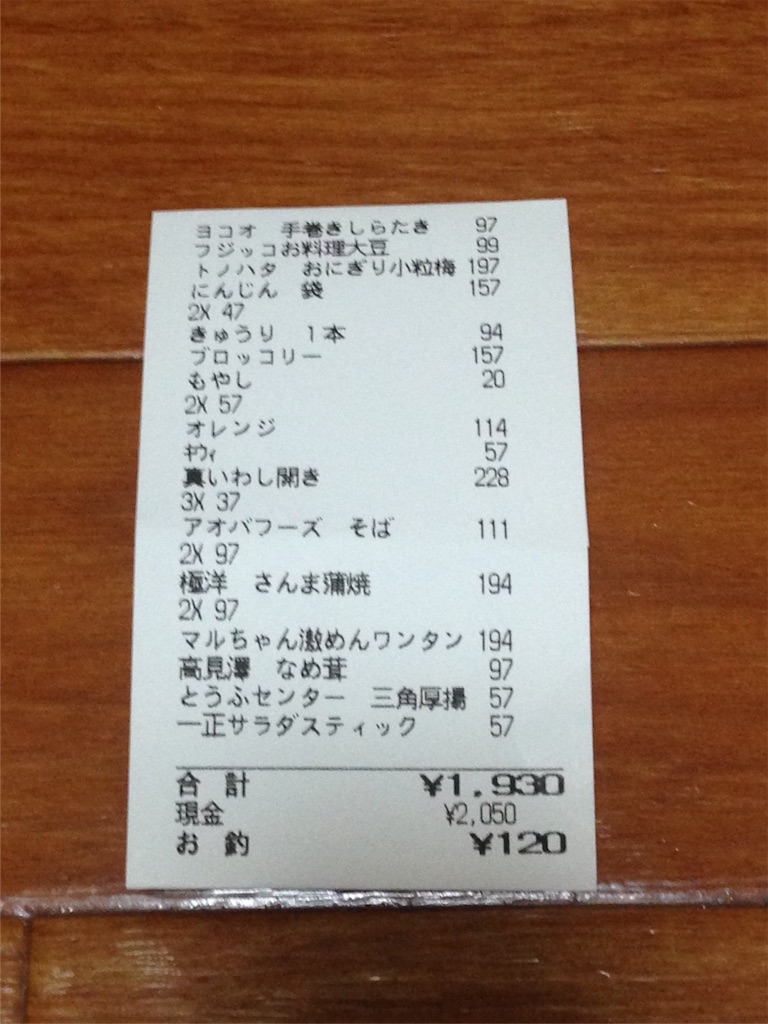 ヨコオ 手巻きしらたき 97
フジッコお料理大豆 99
トノハタ おにぎり小粒梅 197
にんじん 袋 157
2X 47
きゅうり 1本 94
ブロッコリー 157
もやし 20
2X 57
オレンジ 114
キウィ 57
真いわし開き 228
3X 37
アオバフーズ そば 111
2X 97
極洋 さんま蒲焼 194
2X 97
マルちゃん激めんワンタン 194
高見澤 なめ茸 97
とうふセンター 三角厚揚 57
一正サラダスティック 57
合計 ¥1,930
現金 ¥2,050
お釣 ¥120